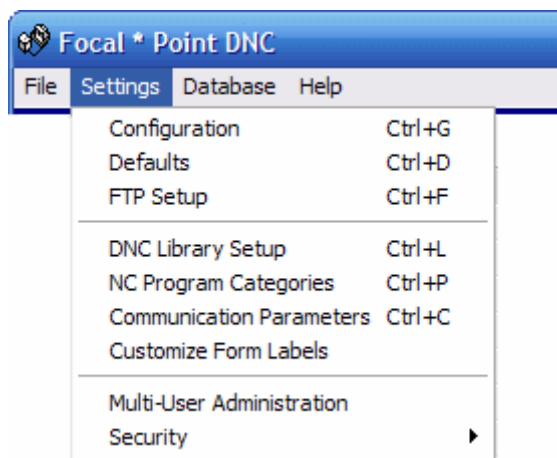 Focal * Point DNC
File Settings Database Help
Configuration Ctrl+G
Defaults Ctrl+D
FTP Setup Ctrl+F
DNC Library Setup Ctrl+L
NC Program Categories Ctrl+P
Communication Parameters Ctrl+C
Customize Form Labels
Multi-User Administration
Security